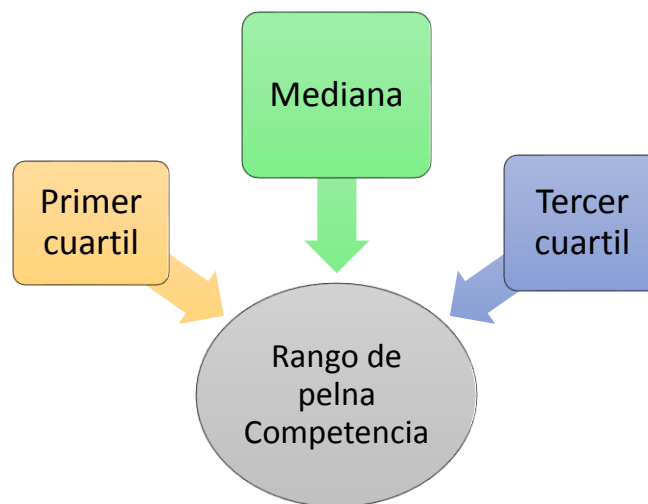 Mediana
Primer
cuartil
Tercer
cuartil
Rango de
pelna
Competencia